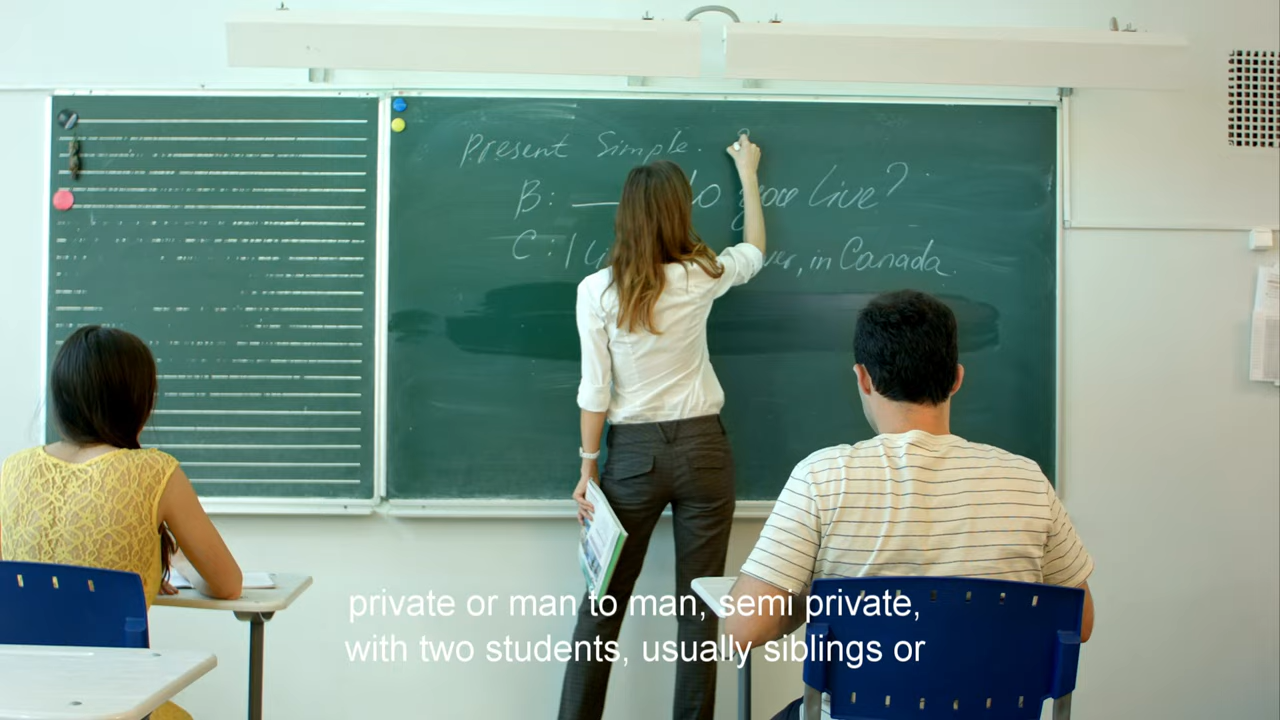 Present Simple.
B: ___ do you live?
C: I in Canada.
private or man to man, semi private,
with two students, usually siblings or